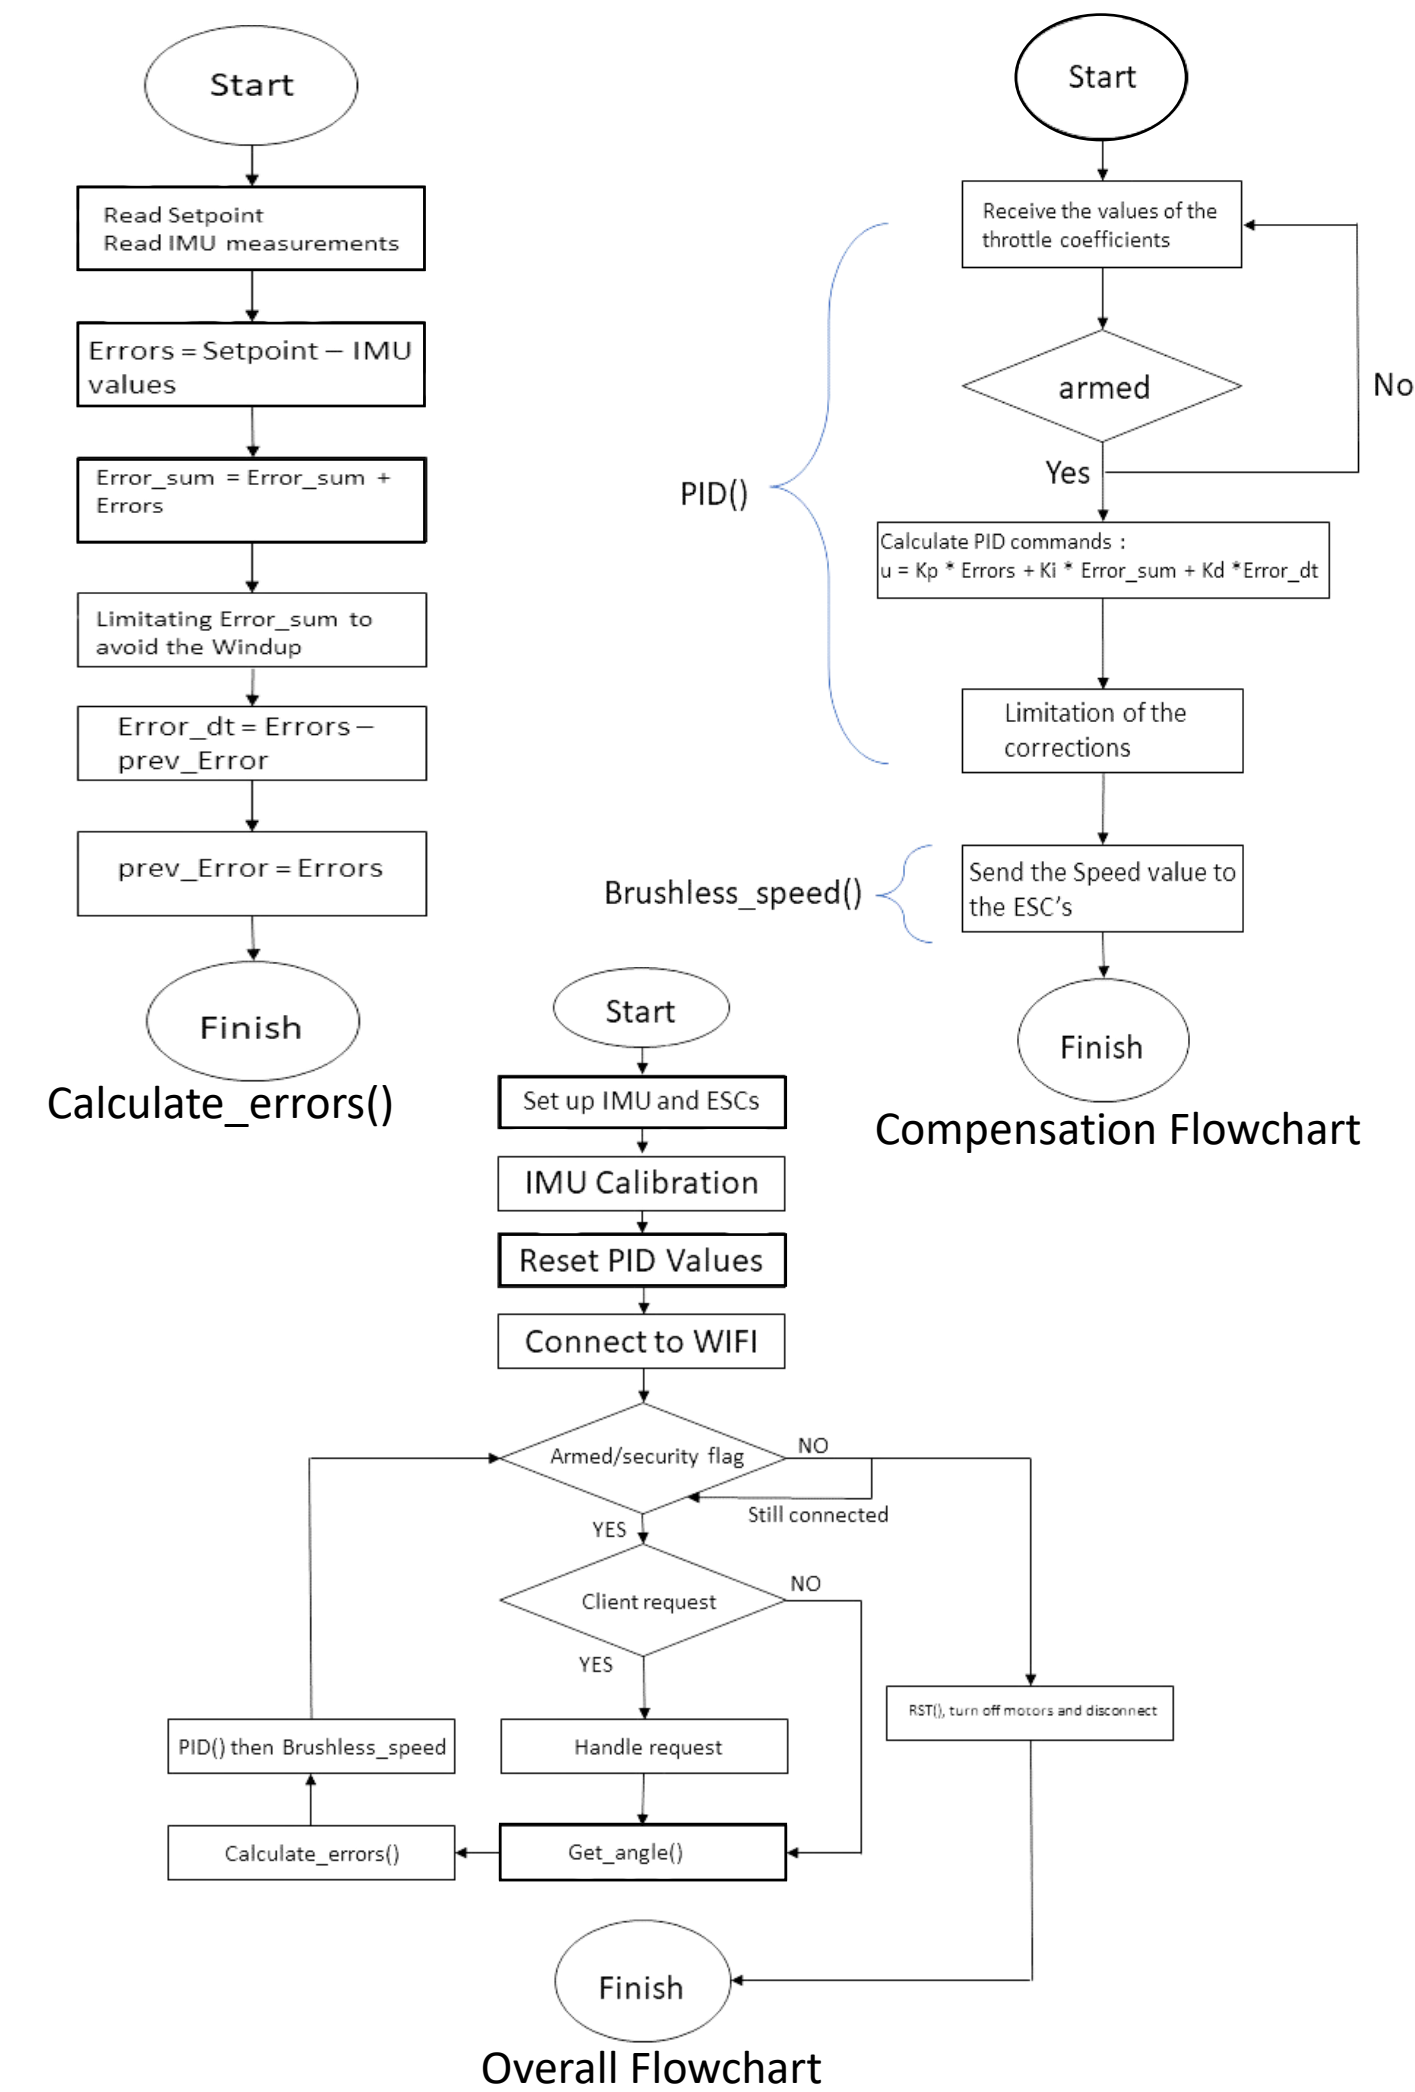 Start
Read Setpoint
Read IMU measurements
Errors = Setpoint – IMU
values
Error_sum = Error_sum +
Errors
Limitating Error_sum to
avoid the Windup
Error_dt = Errors –
prev_Error
prev_Error = Errors
Finish
Calculate_errors()
Start
Receive the values of the
throttle coefficients
armed
No
Yes
PID()
Calculate PID commands :
u = Kp * Errors + Ki * Error_sum + Kd *Error_dt
Limitation of the
corrections
Brushless_speed()
Send the Speed value to
the ESC’s
Finish
Compensation Flowchart
Start
Set up IMU and ESCs
IMU Calibration
Reset PID Values
Connect to WIFI
Armed/security flag
NO
Still connected
YES
Client request
NO
YES
RST(), turn off motors and disconnect
PID() then Brushless_speed
Handle request
Calculate_errors()
Get_angle()
Finish
Overall Flowchart